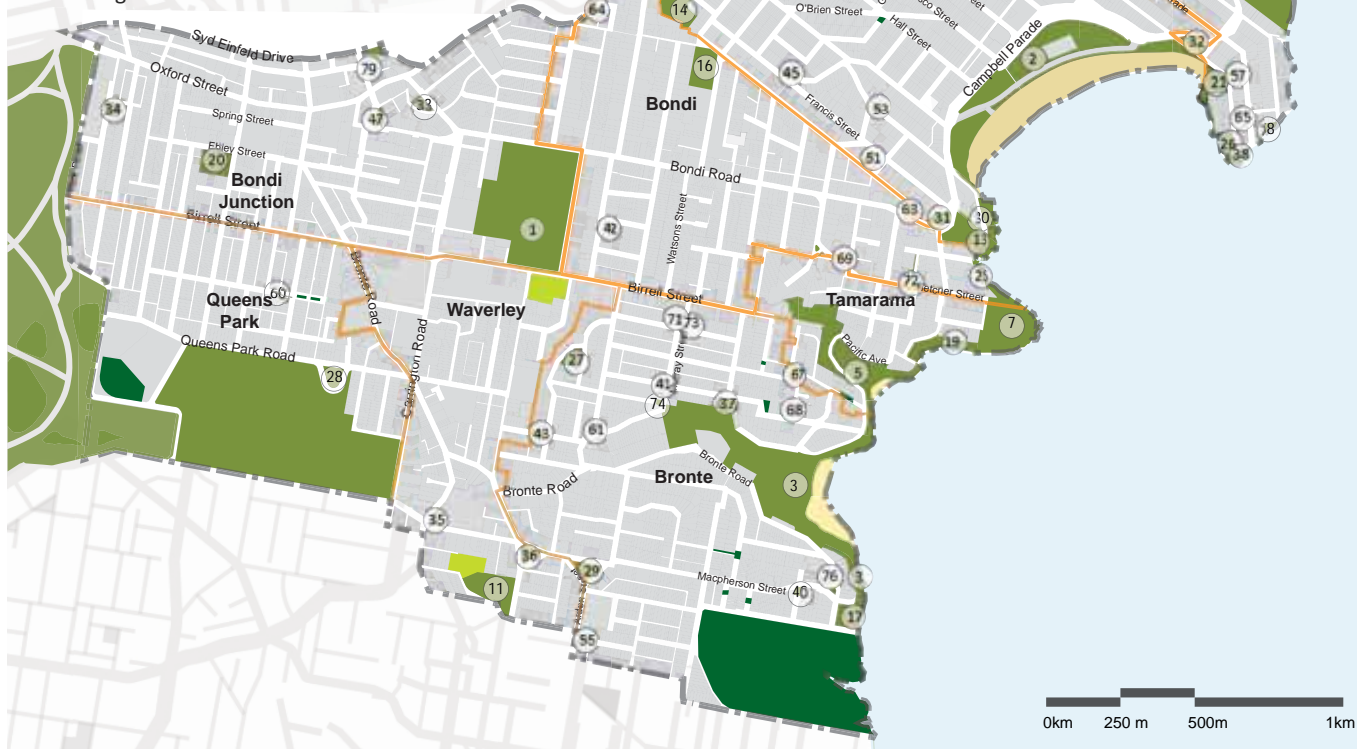 64
14
O'Brien Street
Hall Street
Campbell Parade
32
2
Syd Einfeld Drive
79
16
45
57
21
Oxford Street
34
33
Bondi
53
Spring Street
47
Francis Street
65
38
Ebley Street
20
51
Bondi Road
Bondi
Junction
Birrell Street
1
42
Watsons Street
63
31
30
13
69
72
Fletcher Street
Bronte Road
60
Queens
Park
Waverley
Birrell Street
Tamarama
71
73
7
19
Queens Park Road
Carrington Road
Pacific Ave
27
28
5
67
41
74
37
68
43
61
Bronte Road
Bronte Road
Bronte
3
35
36
29
11
Macpherson Street
76
40
17
55
0km
250 m
500m
1km